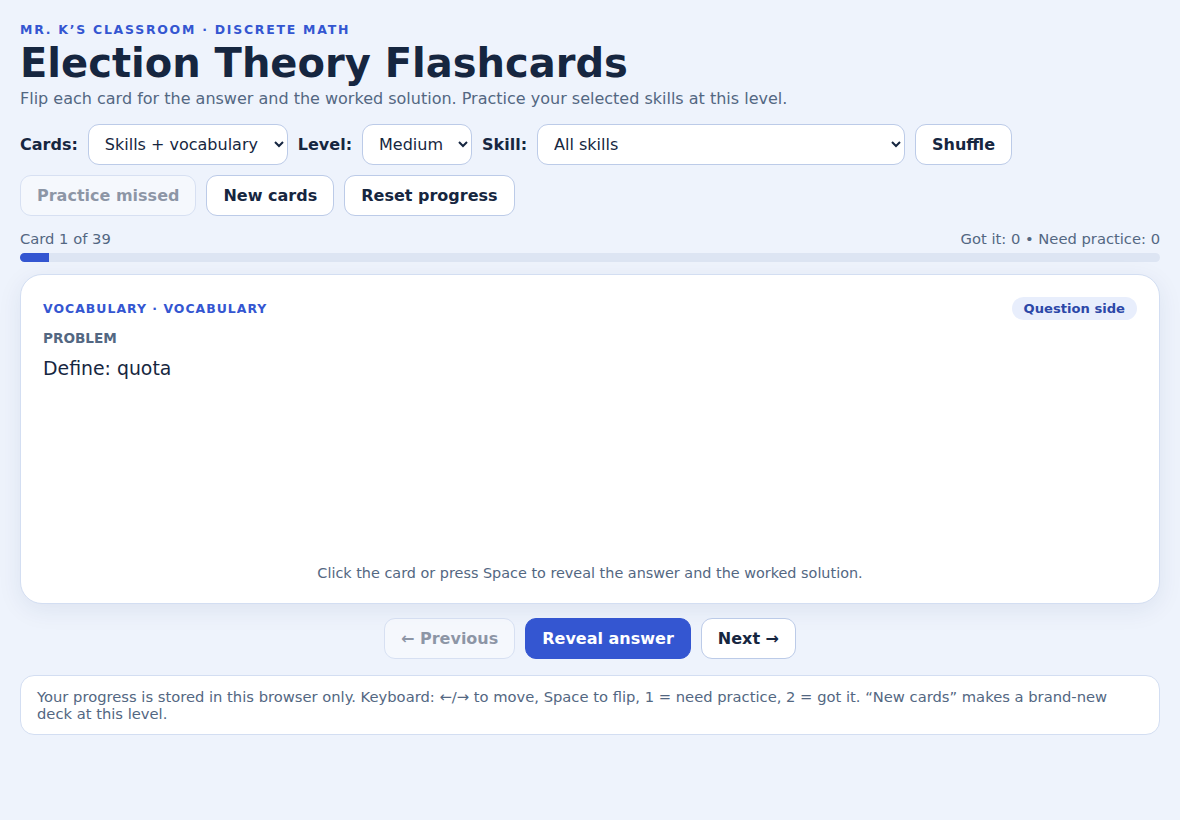 MR. K’S CLASSROOM · DISCRETE MATH
Election Theory Flashcards
Flip each card for the answer and the worked solution. Practice your selected skills at this level.
Cards: Skills + vocabulary Level: Medium Skill: All skills Shuffle
Practice missed New cards Reset progress
Card 1 of 39 Got it: 0 • Need practice: 0
VOCABULARY · VOCABULARY Question side
PROBLEM
Define: quota
Click the card or press Space to reveal the answer and the worked solution.
← Previous Reveal answer Next →
Your progress is stored in this browser only. Keyboard: ←/→ to move, Space to flip, 1 = need practice, 2 = got it. “New cards” makes a brand-new
deck at this level.